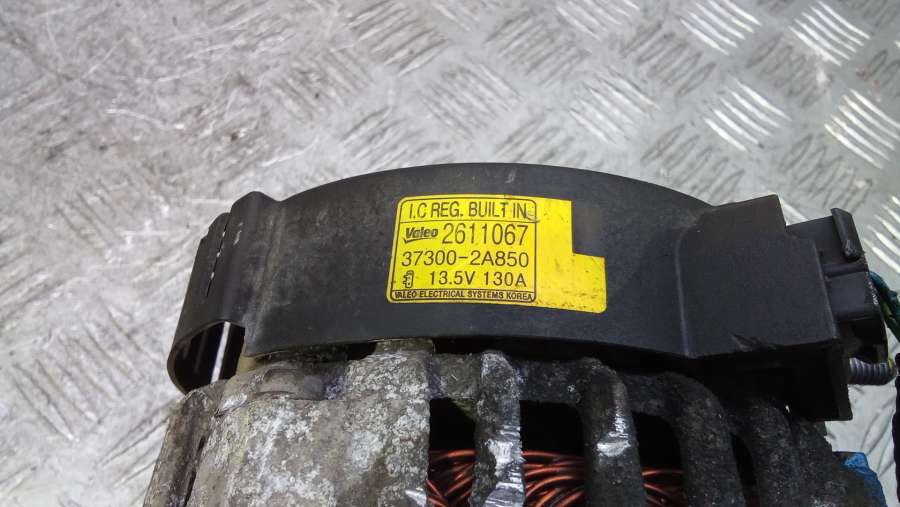 I.C REG. BUILT IN
Valeo 2611067
37300-2A850
13.5V 130A
VALEO ELECTRICAL SYSTEMS KOREA